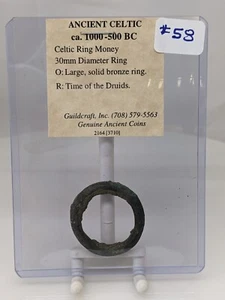 #58
ANCIENT CELTIC
ca. 1000-500 BC
Celtic Ring Money
30mm Diameter Ring
O: Large, solid bronze ring.
R: Time of the Druids.
Guildcraft, Inc. (708) 579-5563
Genuine Ancient Coins
2164 [3710]